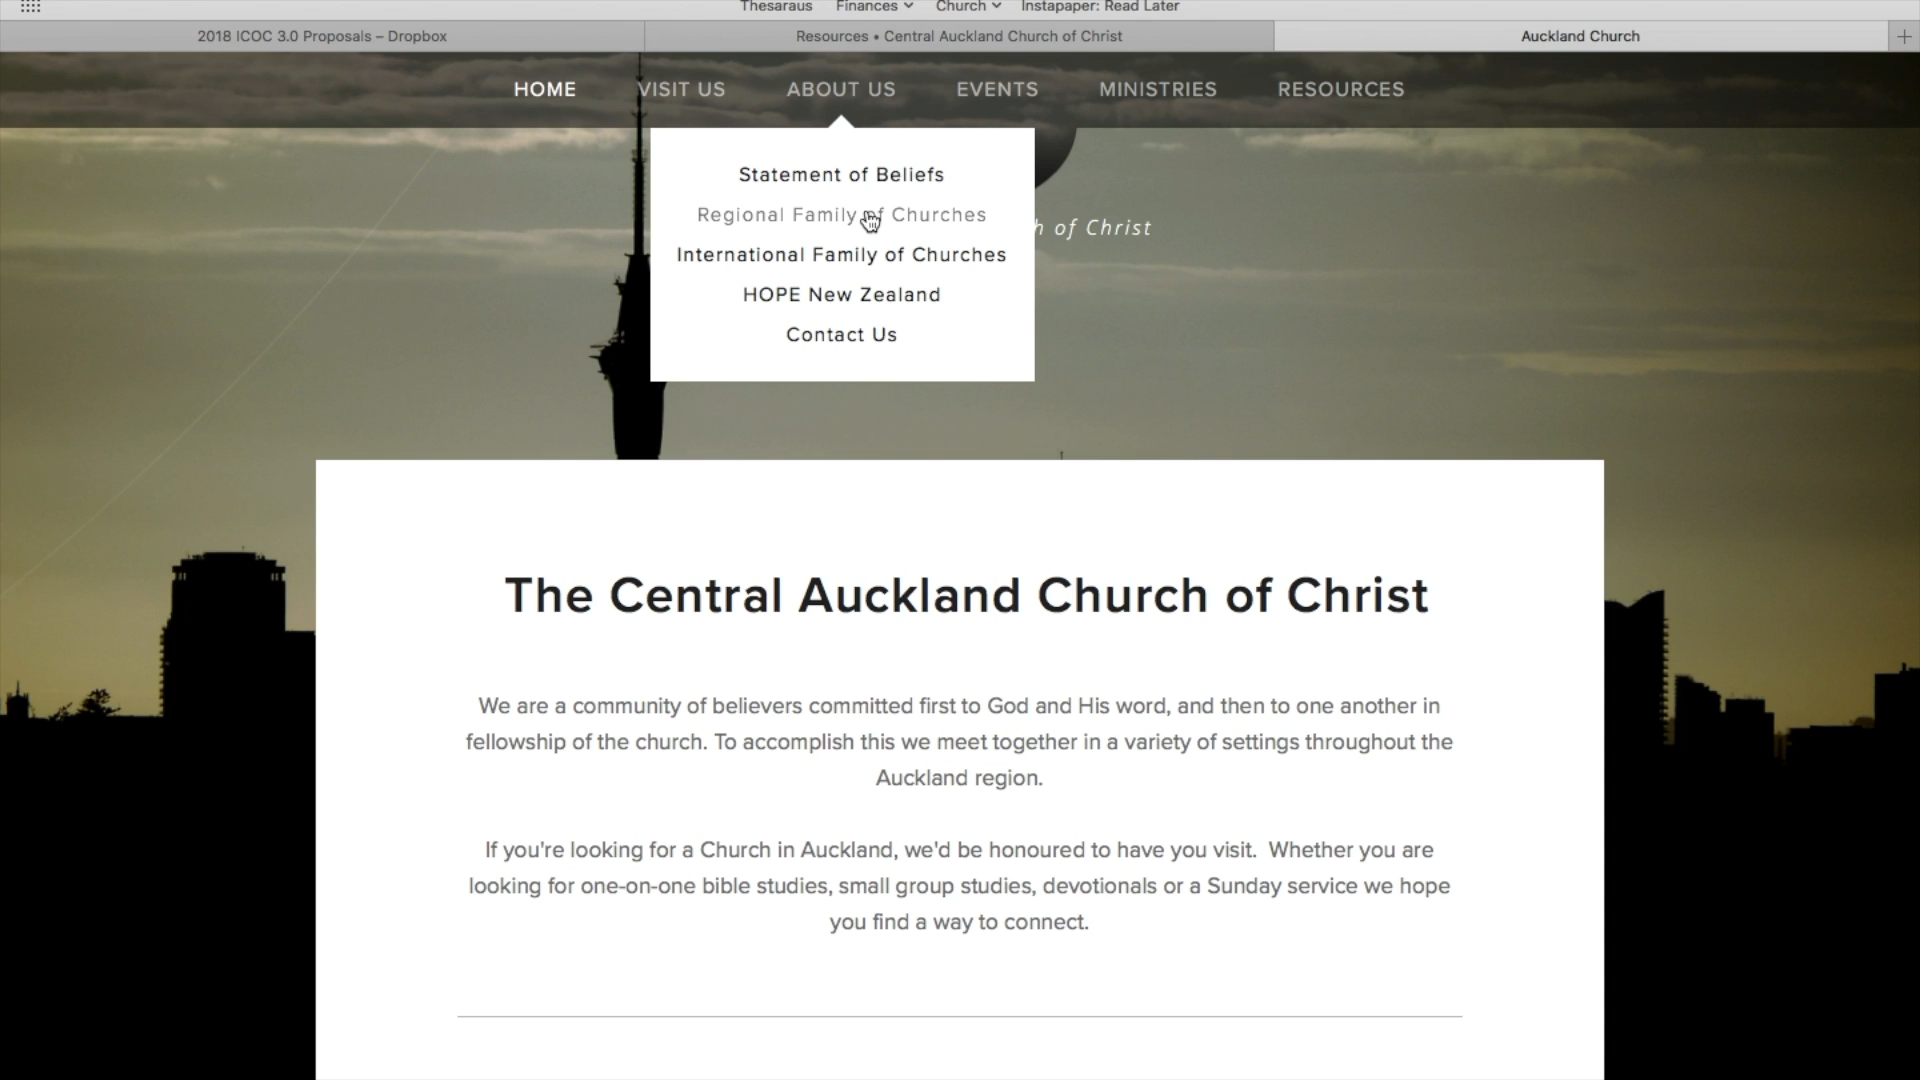 Thesaraus Finances Church Instapaper: Read Later
2018 ICOC 3.0 Proposals – Dropbox Resources • Central Auckland Church of Christ Auckland Church
HOME VISIT US ABOUT US EVENTS MINISTRIES RESOURCES
Statement of Beliefs
Regional Family of Churches
of Christ
International Family of Churches
HOPE New Zealand
Contact Us
The Central Auckland Church of Christ
We are a community of believers committed first to God and His word, and then to one another in
fellowship of the church. To accomplish this we meet together in a variety of settings throughout the
Auckland region.
If you're looking for a Church in Auckland, we'd be honoured to have you visit. Whether you are
looking for one-on-one bible studies, small group studies, devotionals or a Sunday service we hope
you find a way to connect.